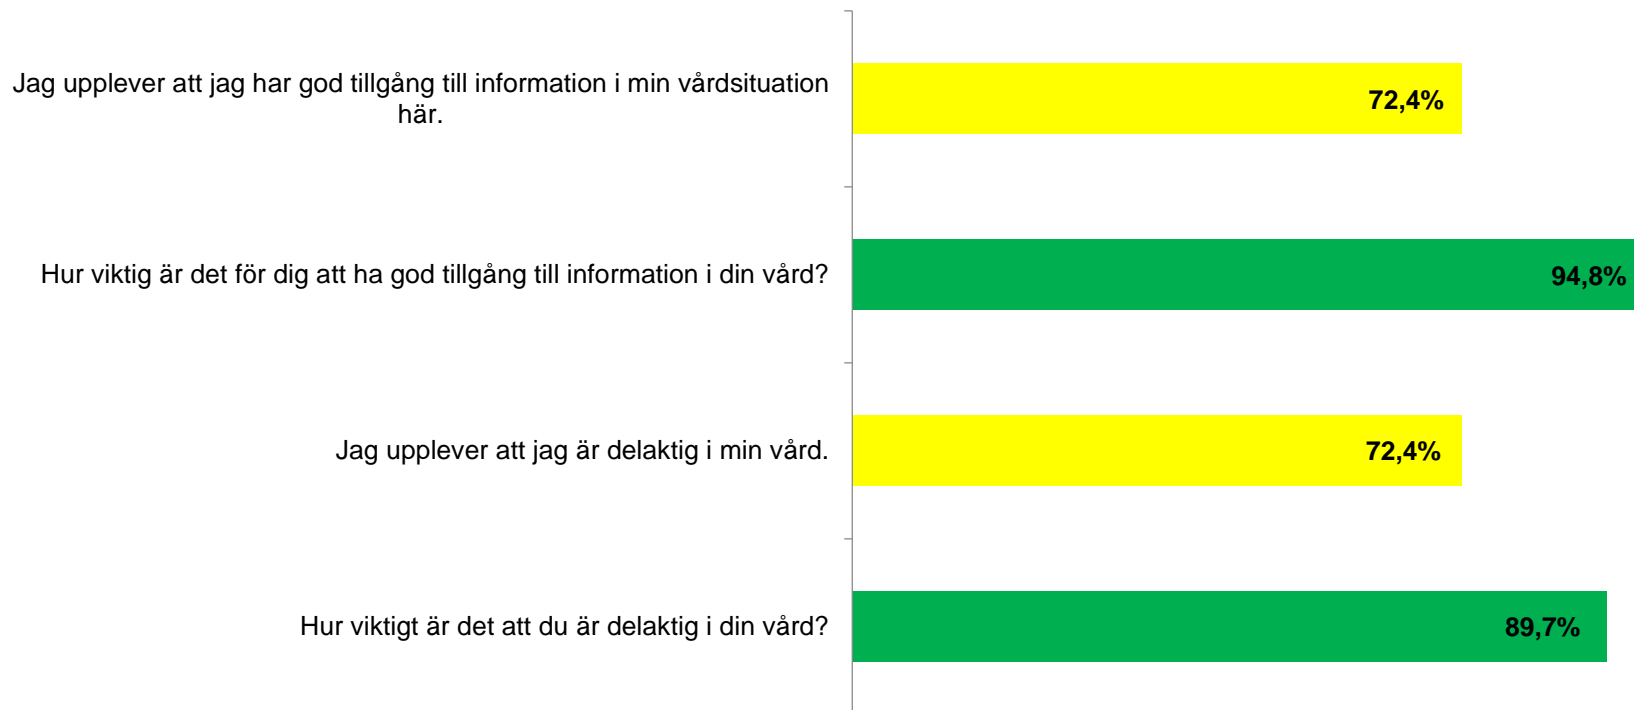 Jag upplever att jag har god tillgång till information i min vårdsituation
här.
72,4%
Hur viktig är det för dig att ha god tillgång till information i din vård?
94,8%
Jag upplever att jag är delaktig i min vård.
72,4%
Hur viktigt är det att du är delaktig i din vård?
89,7%